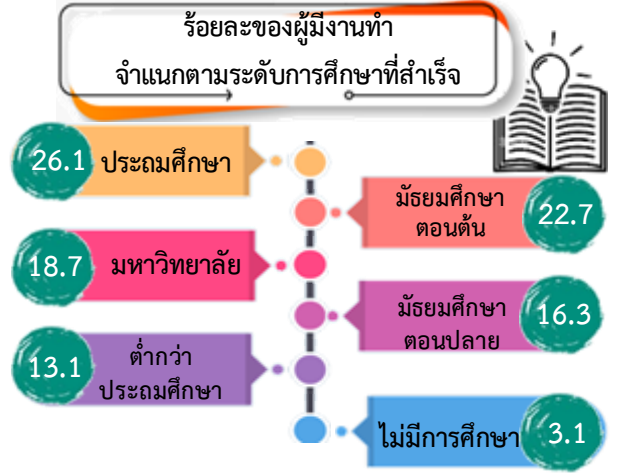 ร้อยละของผู้มีงานทำ
จำแนกตามระดับการศึกษาที่สำเร็จ
26.1 ประถมศึกษา
มัธยมศึกษา
ตอนต้น
22.7
18.7 มหาวิทยาลัย
มัธยมศึกษา
ตอนปลาย
16.3
13.1
ต่ำกว่า
ประถมศึกษา
ไม่มีการศึกษา 3.1